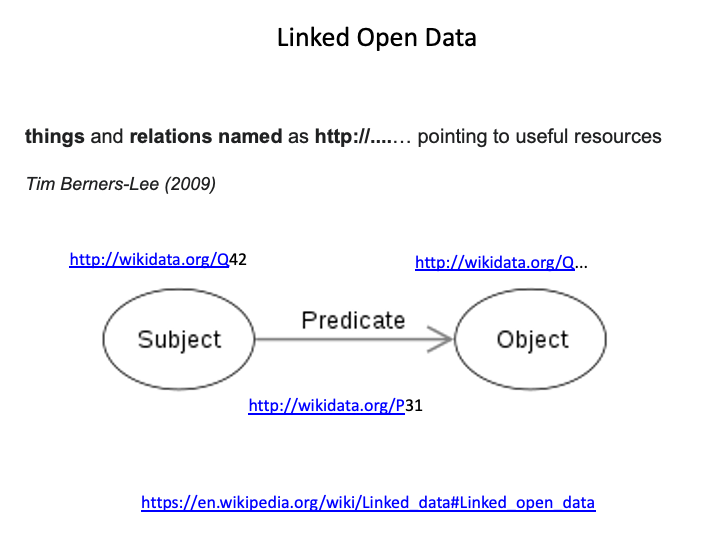 Linked Open Data
things and relations named as http://....… pointing to useful resources
Tim Berners-Lee (2009)
http://wikidata.org/Q42
http://wikidata.org/Q...
Subject
Predicate
Object
http://wikidata.org/P31
https://en.wikipedia.org/wiki/Linked_data#Linked_open_data